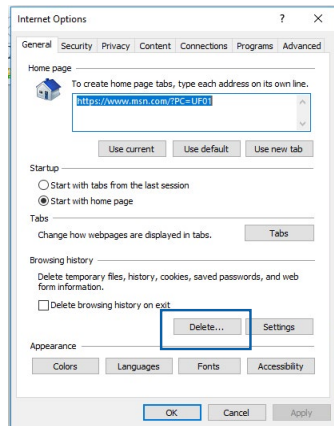 Internet Options ? X
General Security Privacy Content Connections Programs Advanced
Home page
To create home page tabs, type each address on its own line.
https://www.msn.com/?PC=UF01
Use current Use default Use new tab
Startup
Start with tabs from the last session
Start with home page
Tabs
Change how webpages are displayed in tabs. Tabs
Browsing history
Delete temporary files, history, cookies, saved passwords, and web
form information.
Delete browsing history on exit
Delete... Settings
Appearance
Colors Languages Fonts Accessibility
OK Cancel Apply